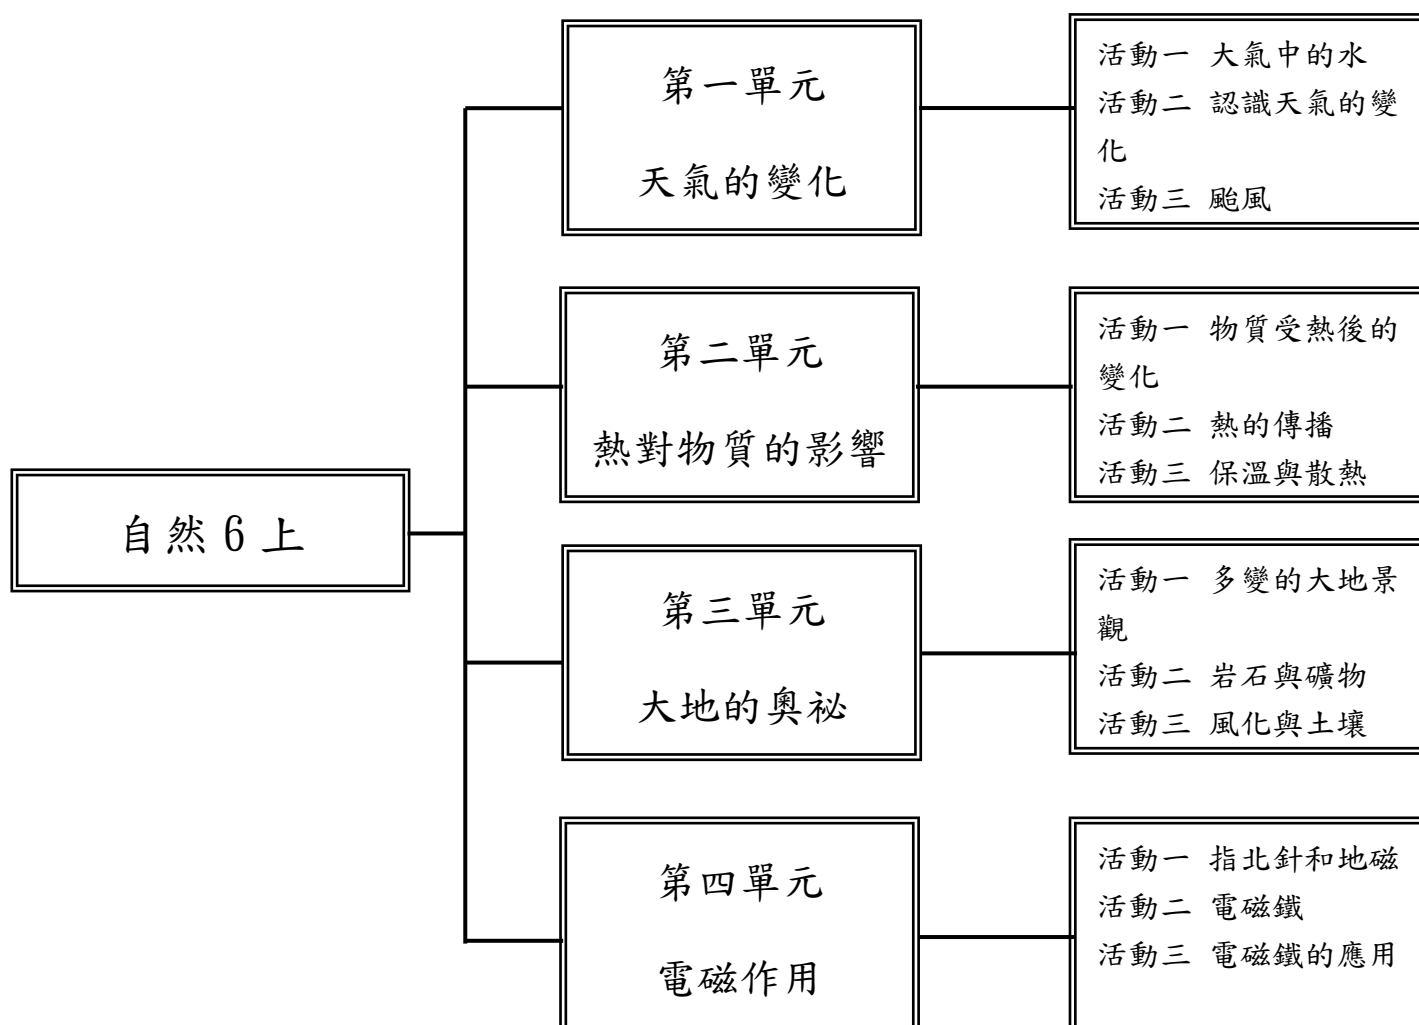 自然 6 上
第一單元
天氣的變化
活動一 大氣中的水
活動二 認識天氣的變
化
活動三 颱風
第二單元
熱對物質的影響
活動一 物質受熱後的
變化
活動二 熱的傳播
活動三 保溫與散熱
第三單元
大地的奧祕
活動一 多變的大地景
觀
活動二 岩石與礦物
活動三 風化與土壤
第四單元
電磁作用
活動一 指北針和地磁
活動二 電磁鐵
活動三 電磁鐵的應用